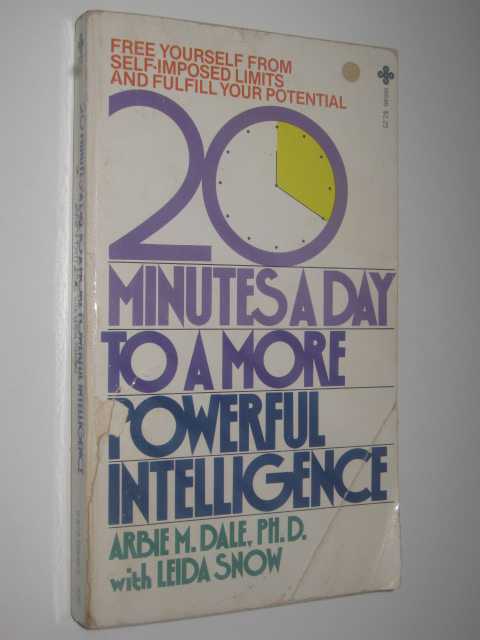 FREE YOURSELF FROM
SELF-IMPOSED LIMITS
AND FULFILL YOUR POTENTIAL
20
MINUTES A DAY
TO A MORE
POWERFUL
INTELLIGENCE
ARBIE M. DALE, PH.D.
with LEIDA SNOW